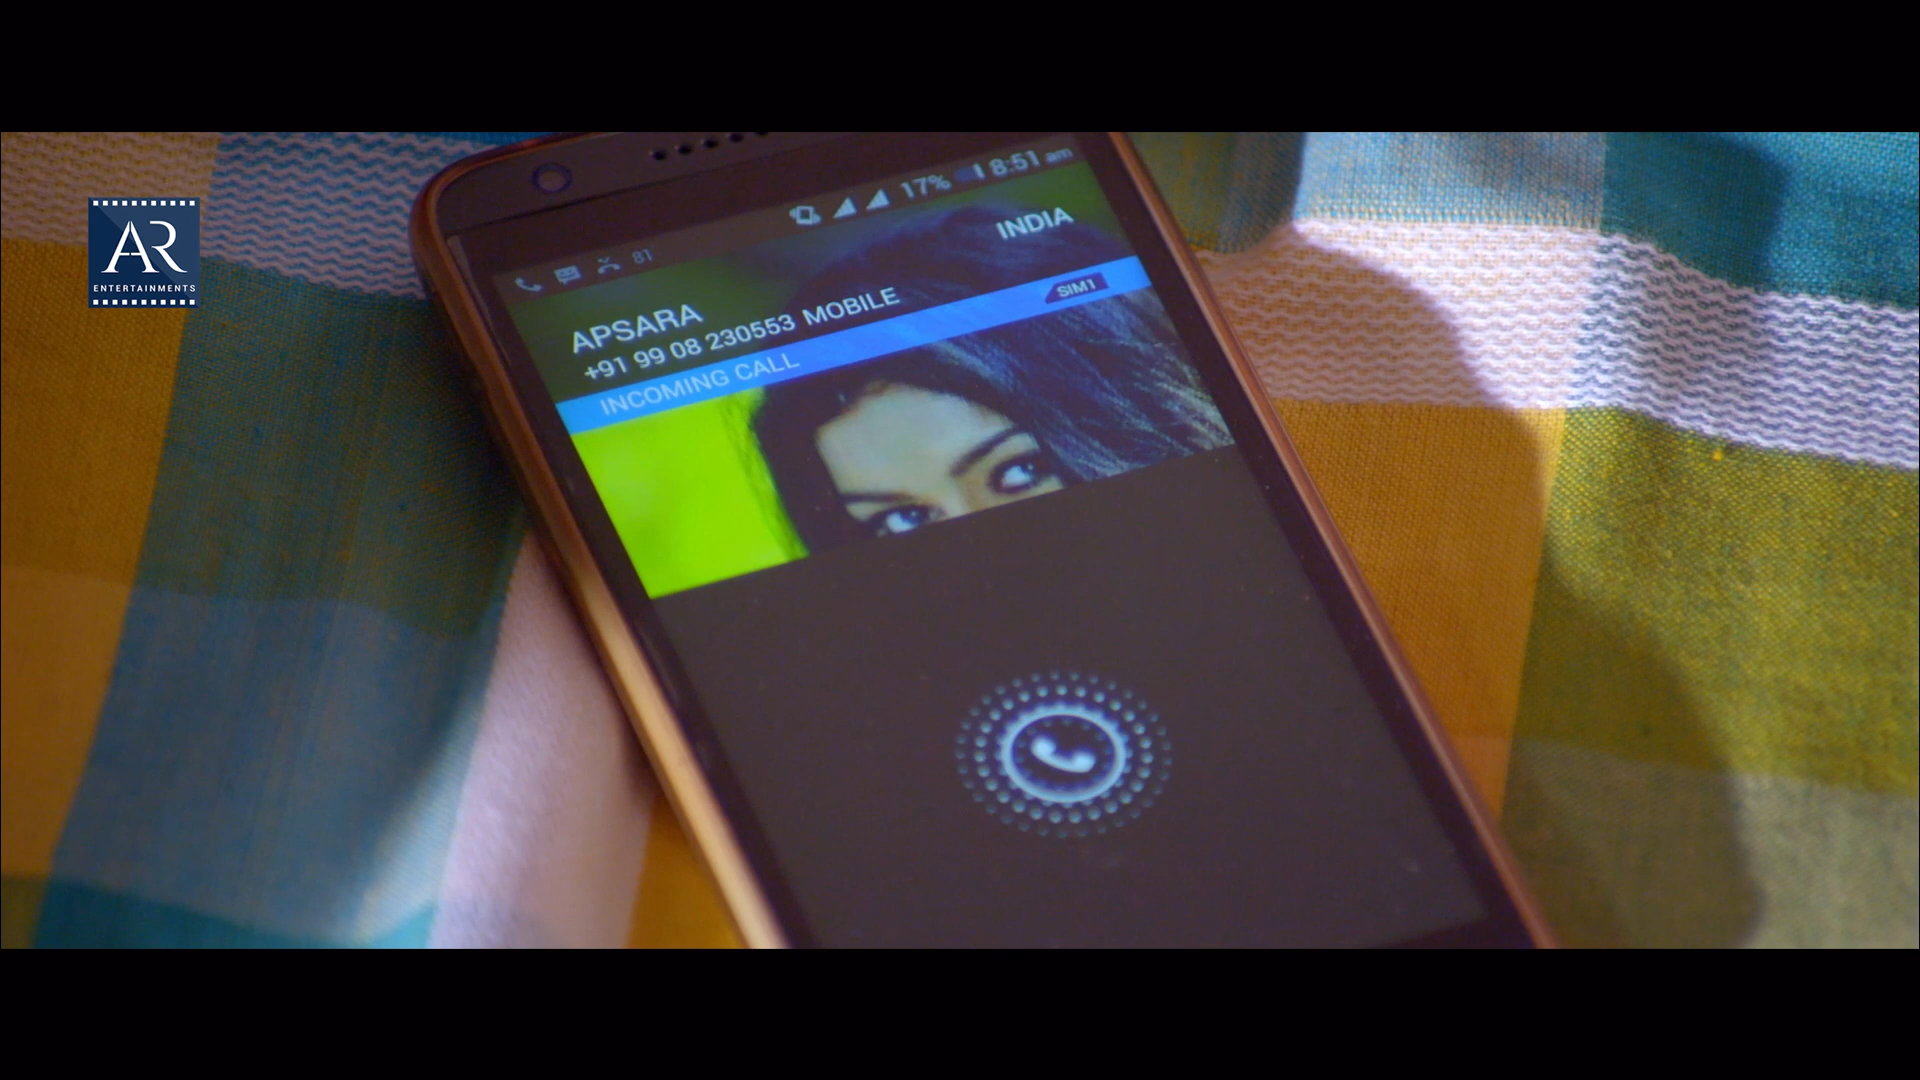 AR
ENTERTAINMENTS
81 17% 8:51 am
INDIA
APSARA
+91 99 08 230553 MOBILE
SIM1
INCOMING CALL